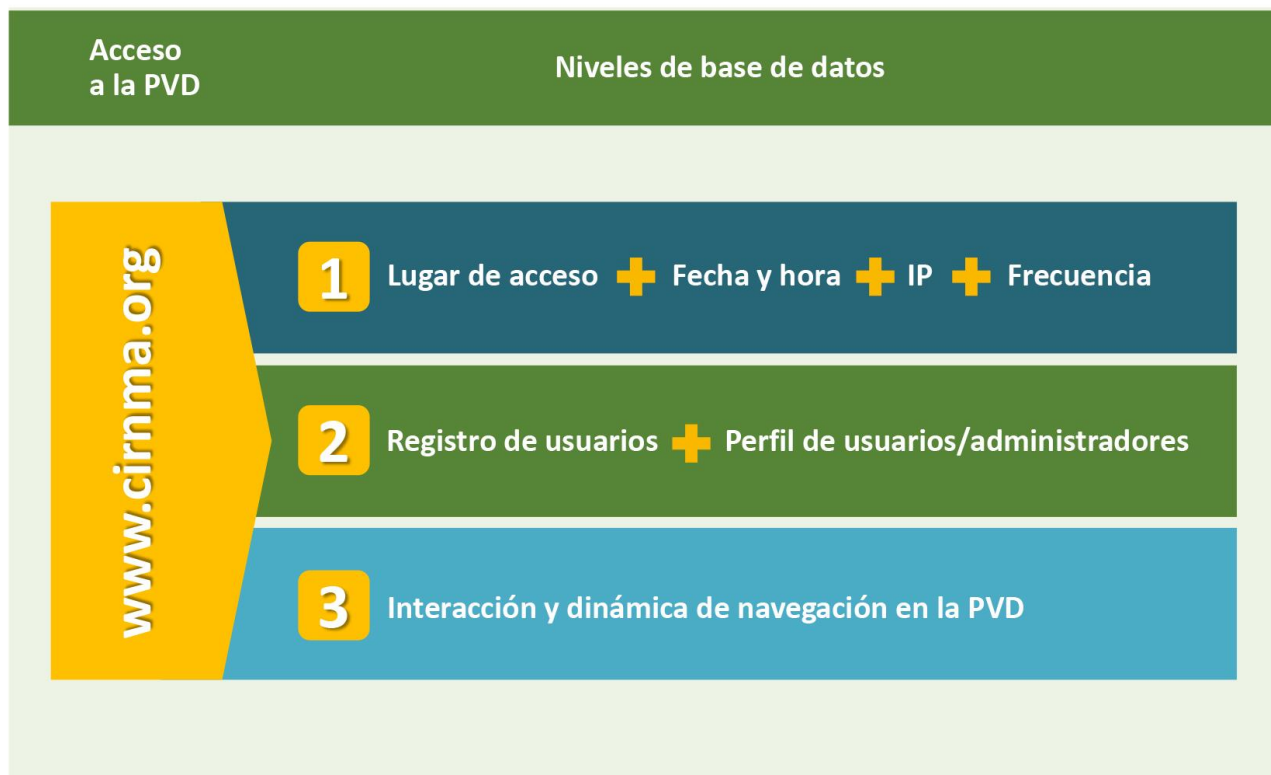 Acceso
a la PVD
Niveles de base de datos
www.cirnma.org
1 Lugar de acceso + Fecha y hora + IP + Frecuencia
2 Registro de usuarios + Perfil de usuarios/administradores
3 Interacción y dinámica de navegación en la PVD